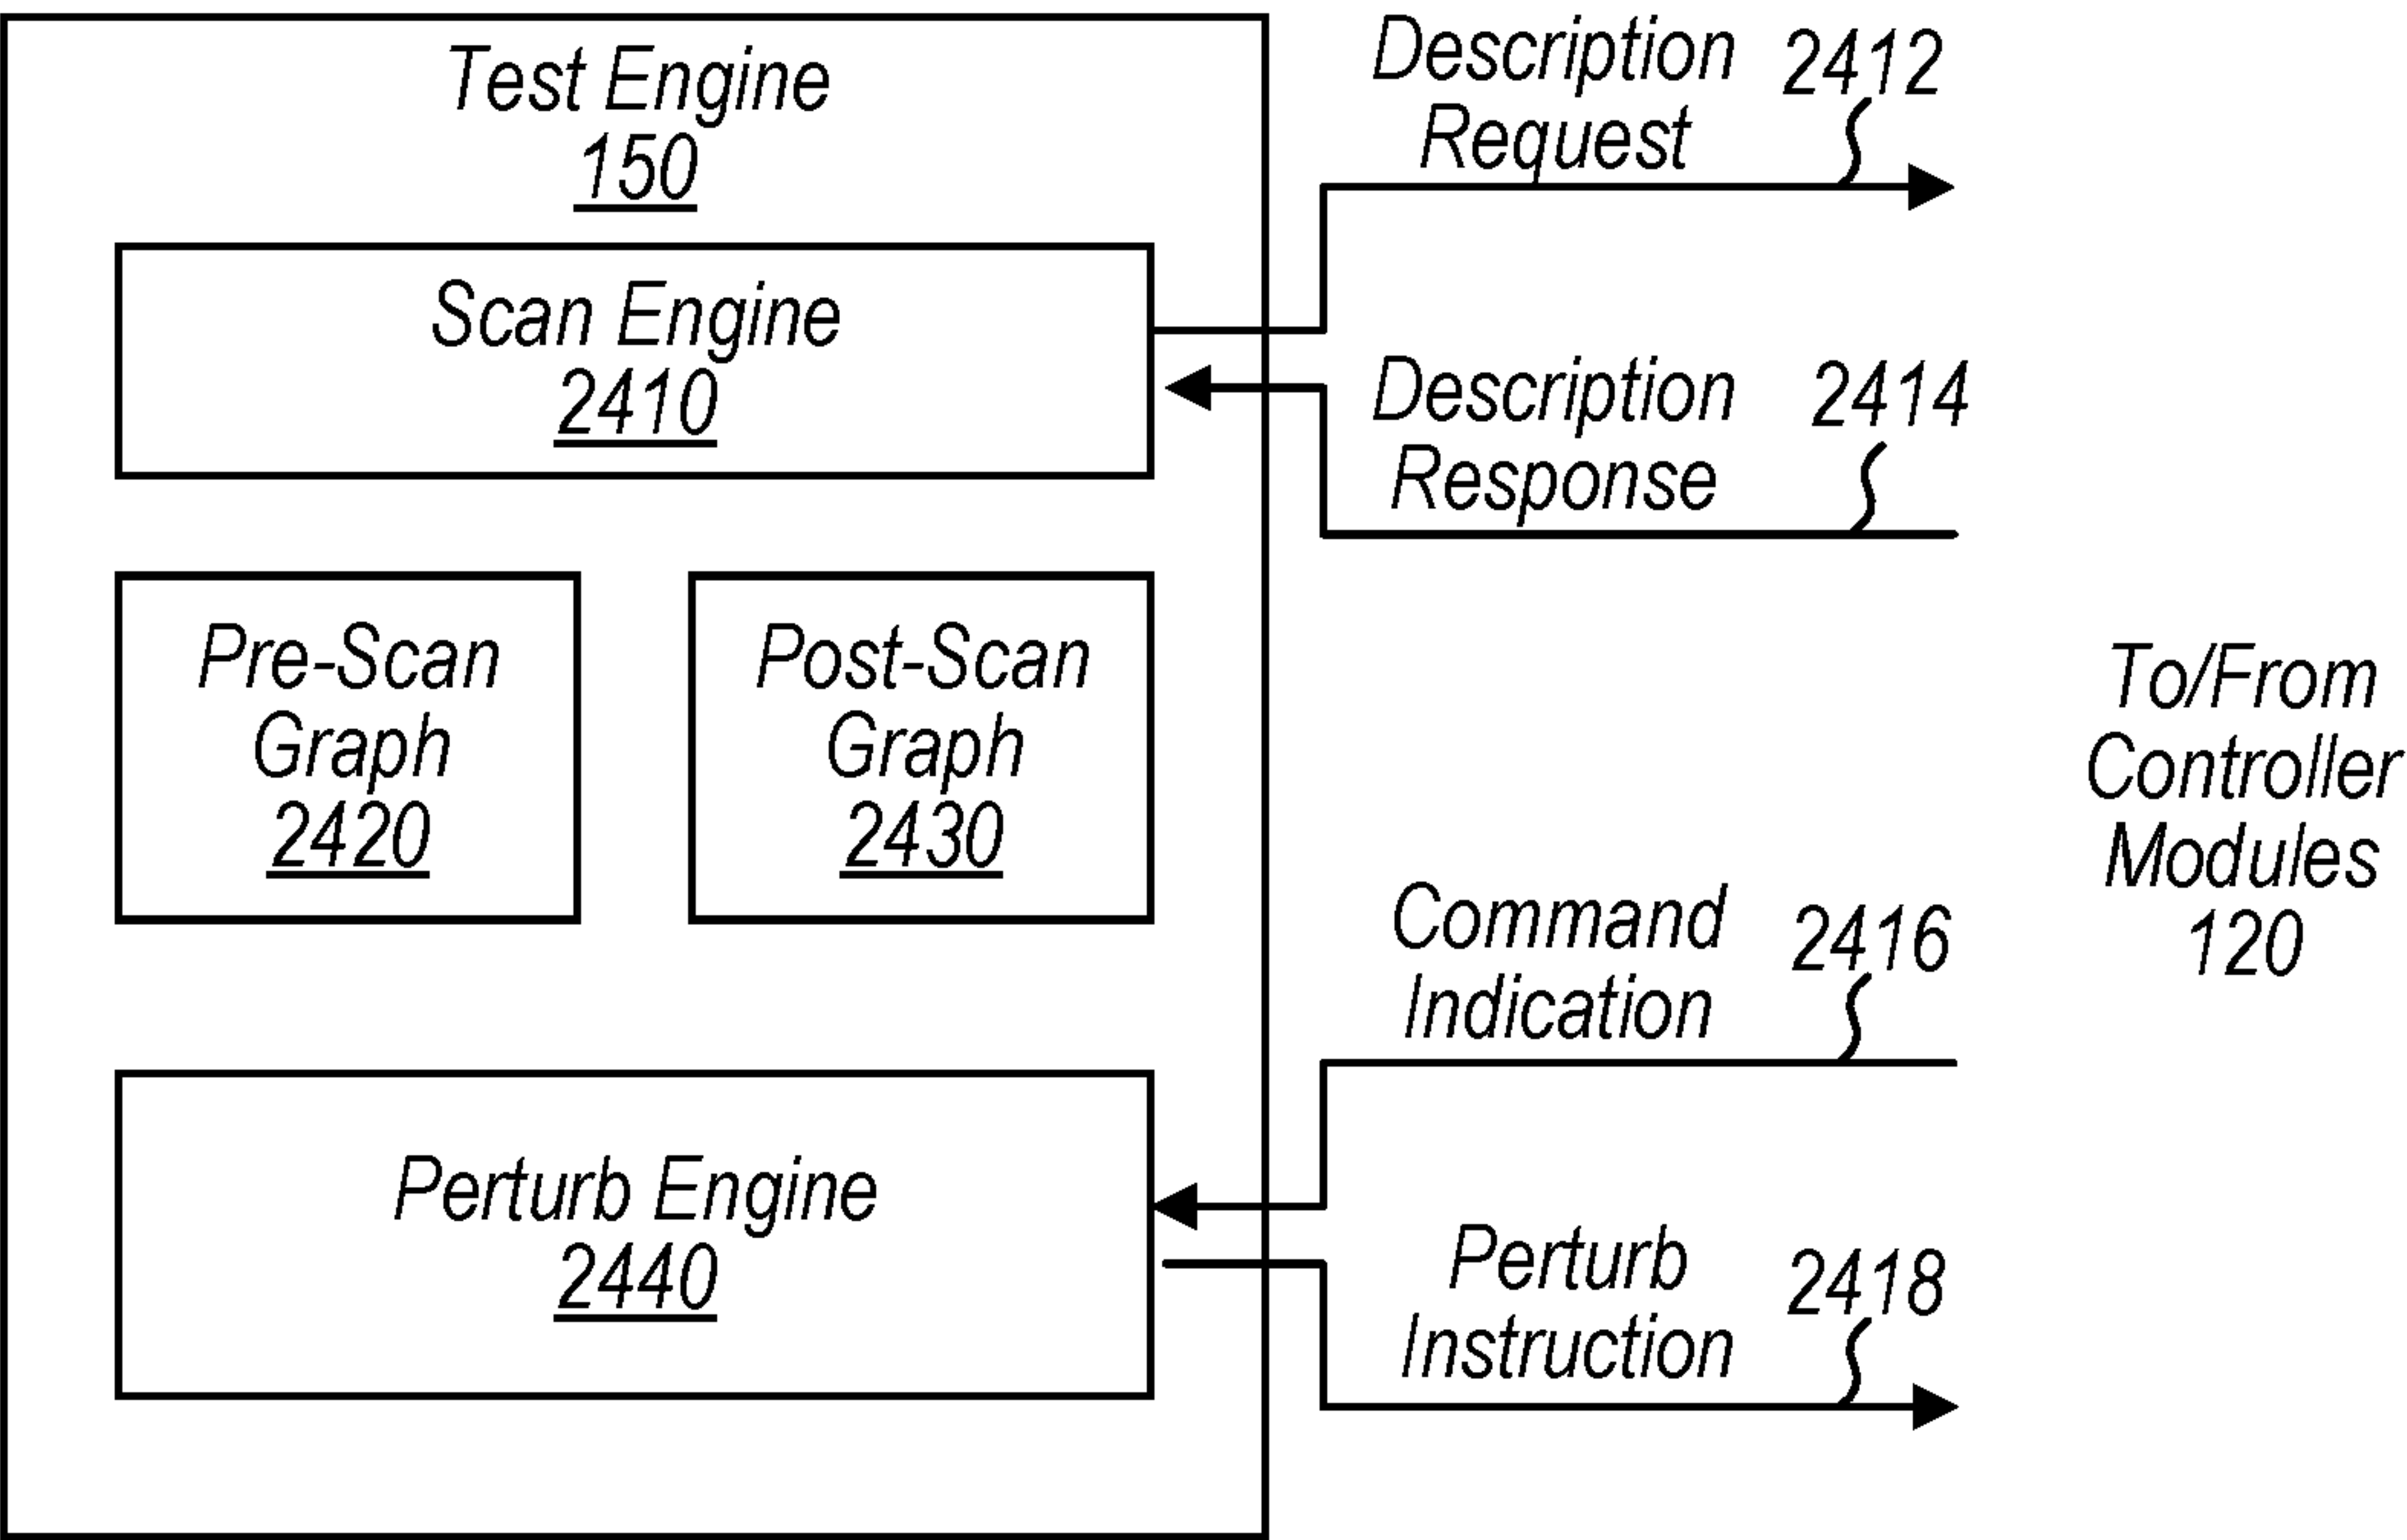 Test Engine
150
Scan Engine
2410
Pre-Scan
Graph
2420
Post-Scan
Graph
2430
Perturb Engine
2440
Description
Request
2412
Description
Response
2414
Command
Indication
2416
Perturb
Instruction
2418
To/From
Controller
Modules
120